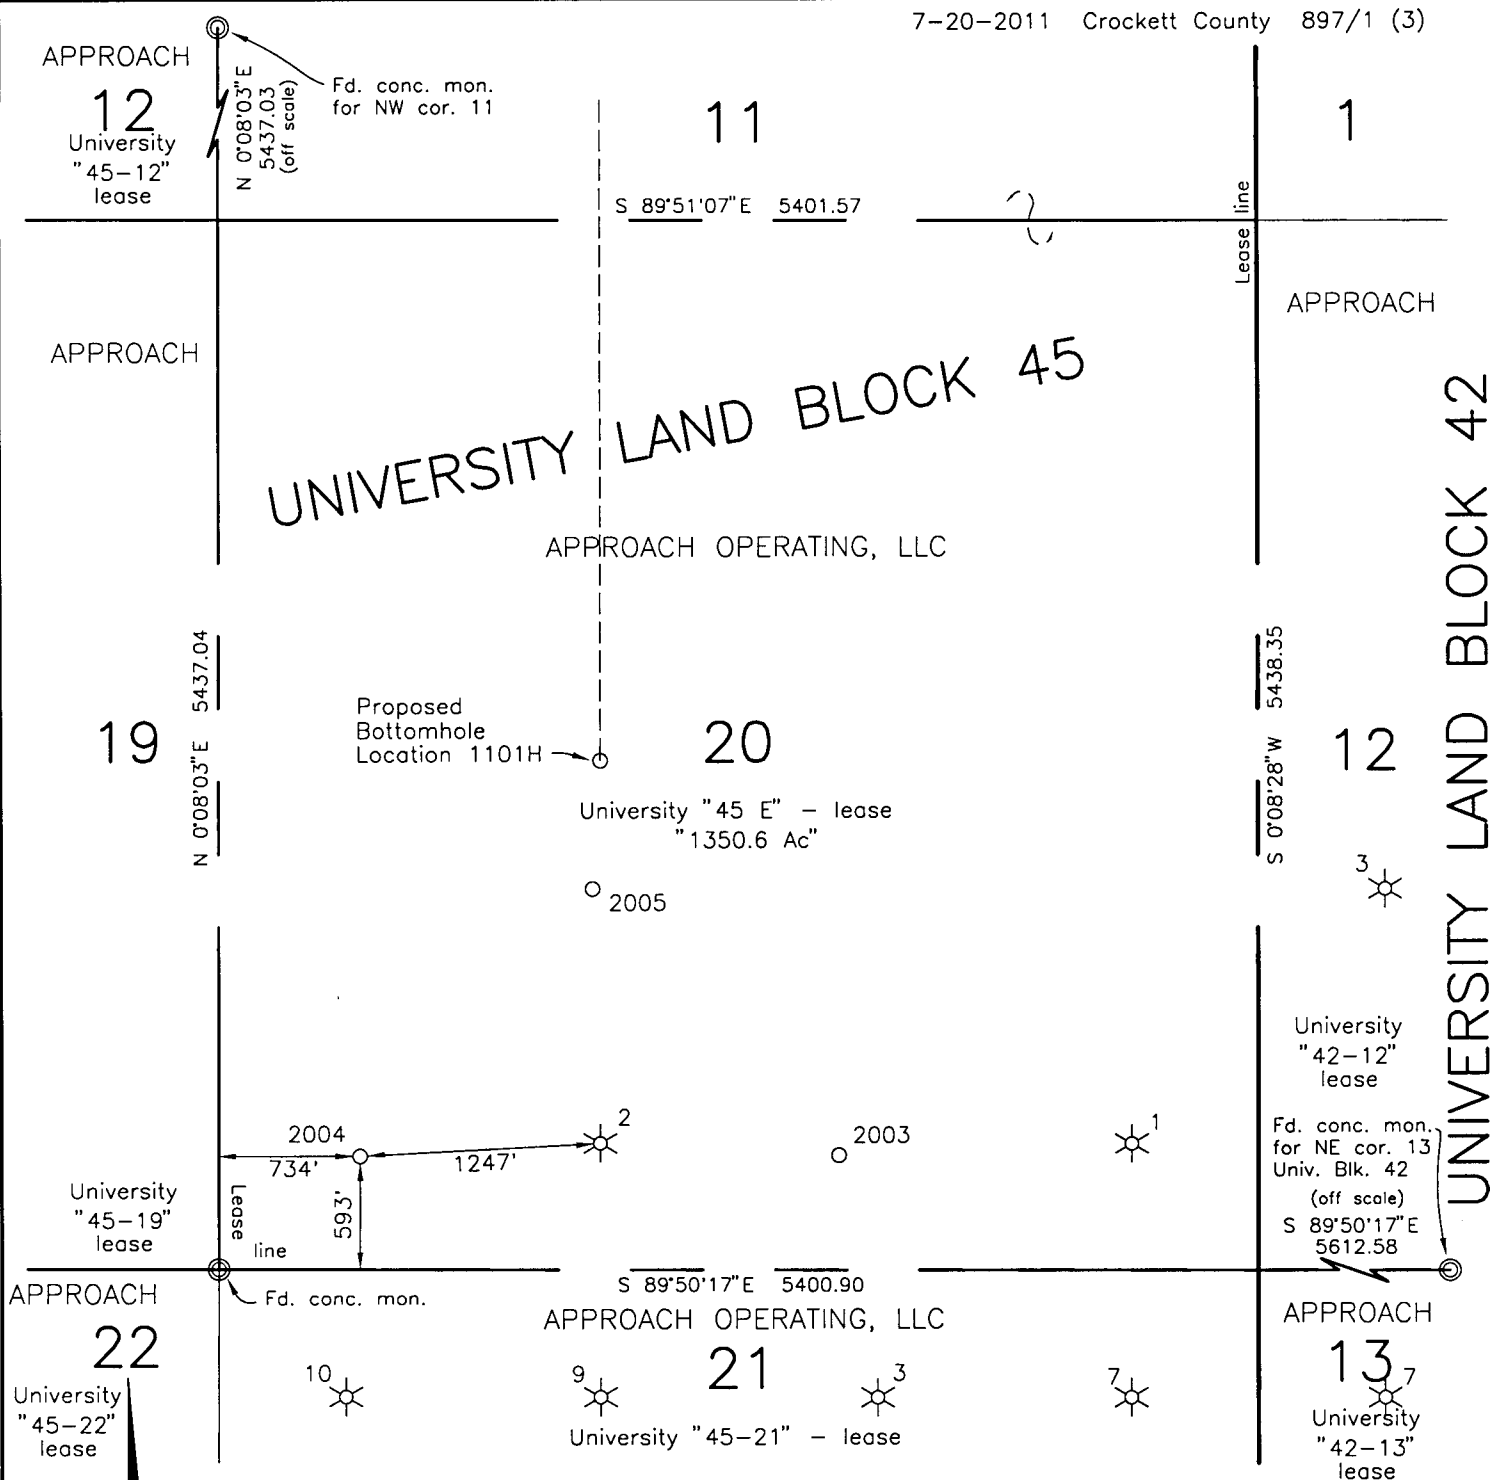 7-20-2011 Crockett County 897/1 (3)
APPROACH
12
University
"45-12"
lease
N 0°08'03"E
5437.03
(off scale)
Fd. conc. mon.
for NW cor. 11
11
1
S 89°51'07"E 5401.57
Lease line
APPROACH
APPROACH
UNIVERSITY LAND BLOCK 45
UNIVERSITY LAND BLOCK 42
APPROACH OPERATING, LLC
N 0°08'03"E 5437.04
S 0°08'28"W 5438.35
19
Proposed
Bottomhole
Location 1101H
20
12
University "45 E" - lease
"1350.6 Ac"
3
2005
University
"42-12"
lease
2004
734'
1247'
593'
2
2003
1
Fd. conc. mon.
for NE cor. 13
Univ. Blk. 42
(off scale)
S 89°50'17"E
5612.58
University
"45-19"
lease
Lease
line
Fd. conc. mon.
S 89°50'17"E 5400.90
APPROACH
22
University
"45-22"
lease
APPROACH OPERATING, LLC
21
10
9
3
7
University "45-21" - lease
APPROACH
13
7
University
"42-13"
lease